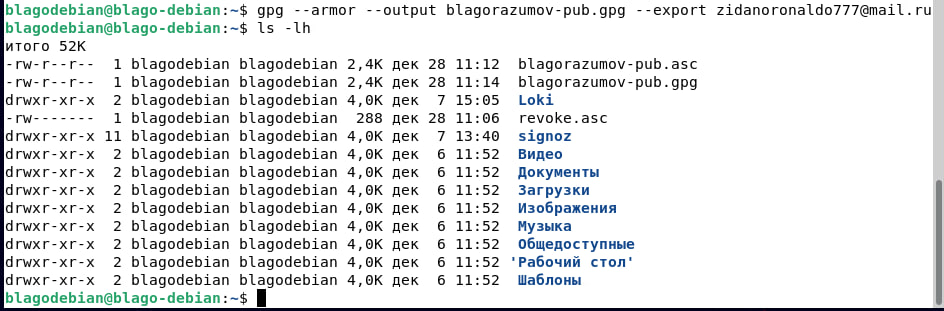 blagodebian@blago-debian:~$ gpg --armor --output blagorazumov-pub.gpg --export zidanoronaldo777@mail.ru
blagodebian@blago-debian:~$ ls -lh
итого 52K
-rw-r--r--  1 blagodebian blagodebian 2,4K дек 28 11:12  blagorazumov-pub.asc
-rw-r--r--  1 blagodebian blagodebian 2,4K дек 28 11:14  blagorazumov-pub.gpg
drwxr-xr-x  2 blagodebian blagodebian 4,0K дек  7 15:05  Loki
-rw-------  1 blagodebian blagodebian  288 дек 28 11:06  revoke.asc
drwxr-xr-x 11 blagodebian blagodebian 4,0K дек  7 13:40  signoz
drwxr-xr-x  2 blagodebian blagodebian 4,0K дек  6 11:52  Видео
drwxr-xr-x  2 blagodebian blagodebian 4,0K дек  6 11:52  Документы
drwxr-xr-x  2 blagodebian blagodebian 4,0K дек  6 11:52  Загрузки
drwxr-xr-x  2 blagodebian blagodebian 4,0K дек  6 11:52  Изображения
drwxr-xr-x  2 blagodebian blagodebian 4,0K дек  6 11:52  Музыка
drwxr-xr-x  2 blagodebian blagodebian 4,0K дек  6 11:52  Общедоступные
drwxr-xr-x  2 blagodebian blagodebian 4,0K дек  6 11:52 'Рабочий стол'
drwxr-xr-x  2 blagodebian blagodebian 4,0K дек  6 11:52  Шаблоны
blagodebian@blago-debian:~$